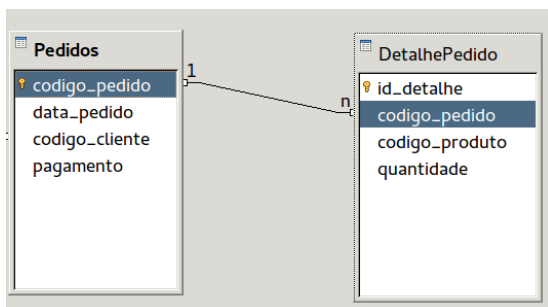 Pedidos
codigo_pedido
data_pedido
codigo_cliente
pagamento
1
n
DetalhePedido
id_detalhe
codigo_pedido
codigo_produto
quantidade